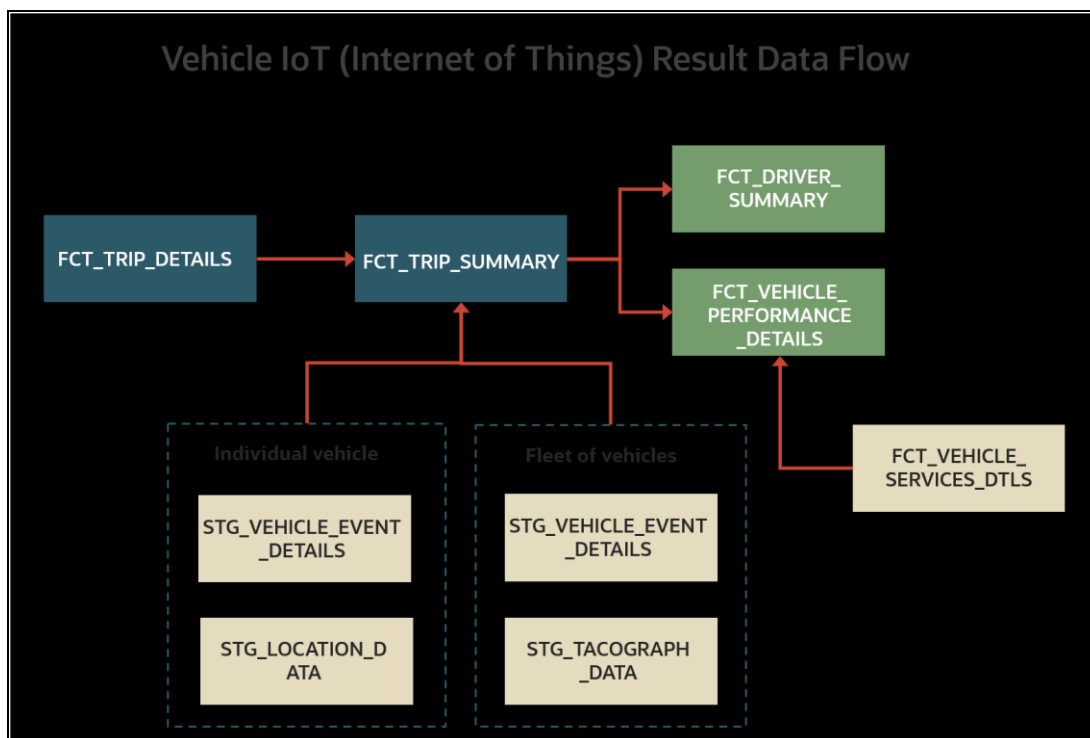 Vehicle IoT (Internet of Things) Result Data Flow
FCT_DRIVER_
SUMMARY
FCT_TRIP_DETAILS
FCT_TRIP_SUMMARY
FCT_VEHICLE_
PERFORMANCE
_DETAILS
Individual vehicle
Fleet of vehicles
FCT_VEHICLE_
SERVICES_DTLS
STG_VEHICLE_EVENT
_DETAILS
STG_VEHICLE_EVENT
_DETAILS
STG_LOCATION_D
ATA
STG_TACOGRAPH
_DATA